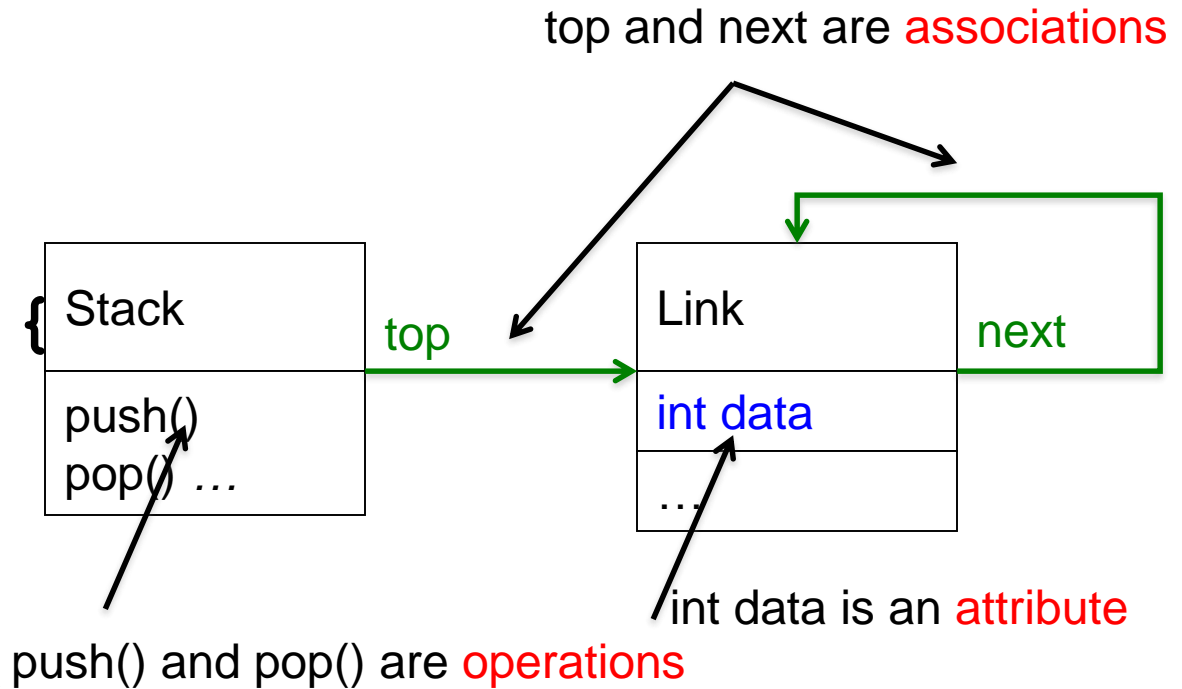 top and next are associations
{
Stack
top
Link
next
push()
pop() …
int data
…
int data is an attribute
push() and pop() are operations